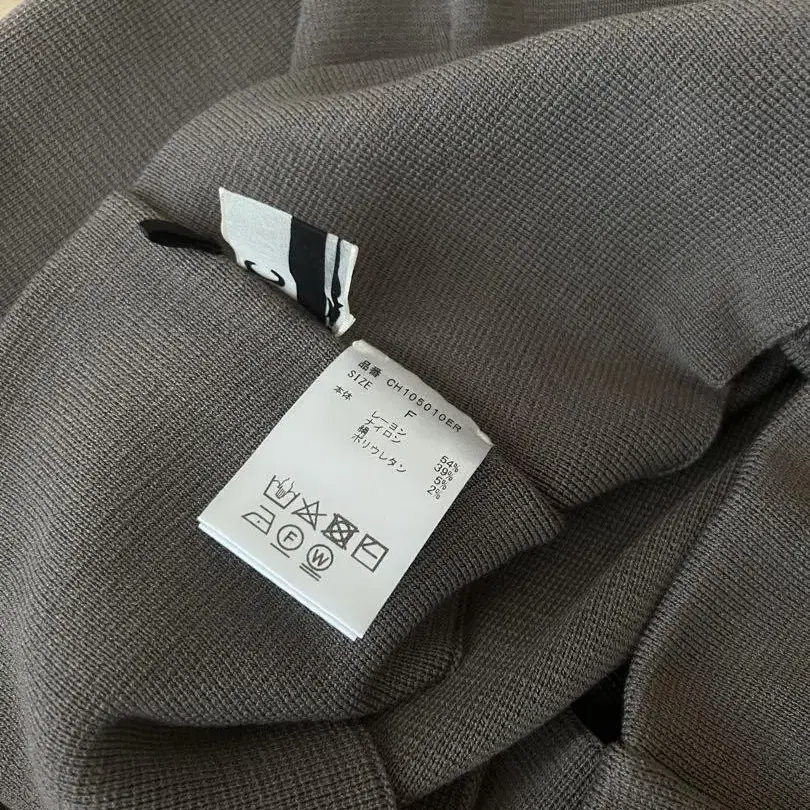 品番 CH105010ER
SIZE F
本体
レーヨン 54%
ナイロン 39%
絹 5%
ポリウレタン 2%
F
W
C